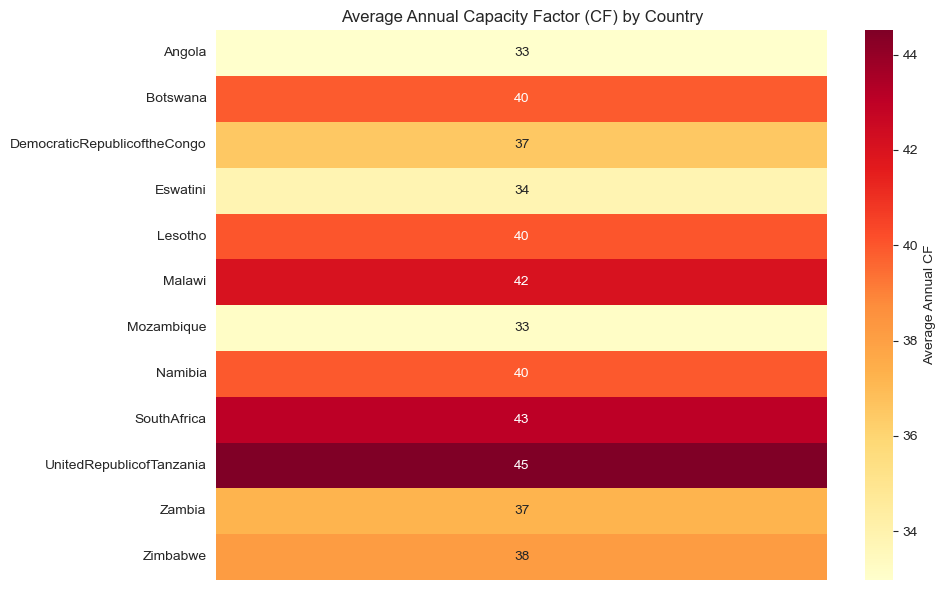 Average Annual Capacity Factor (CF) by Country
Angola 33
Botswana 40
DemocraticRepublicoftheCongo 37
Eswatini 34
Lesotho 40
Malawi 42
Mozambique 33
Namibia 40
SouthAfrica 43
UnitedRepublicofTanzania 45
Zambia 37
Zimbabwe 38
44
42
40
38
36
34
Average Annual CF